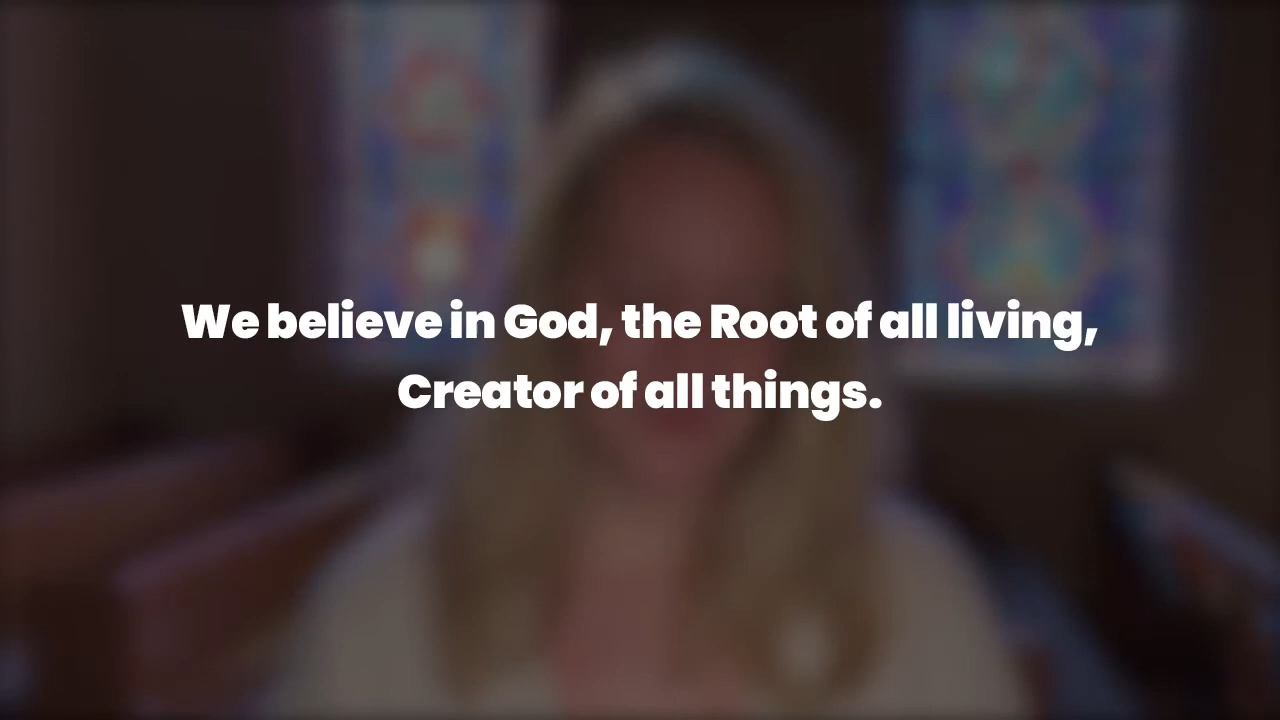 We believe in God, the Root of all living,
Creator of all things.